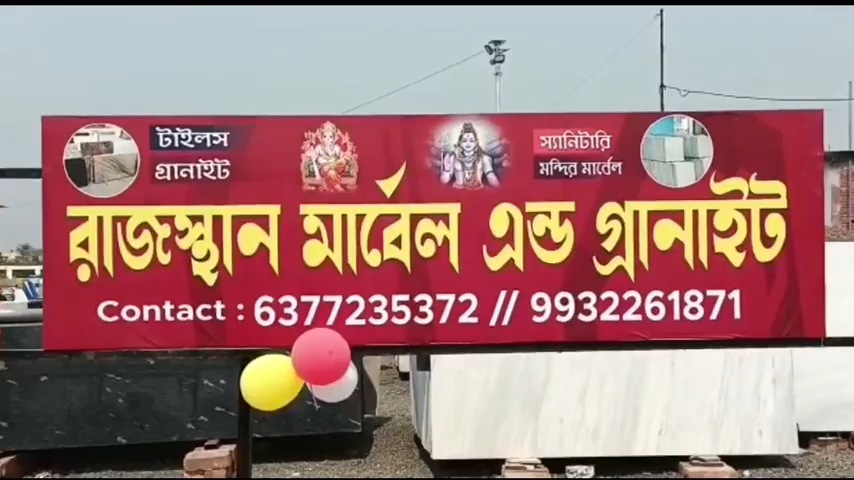 টাইলস
গ্রানাইট
স্যানিটারি
মন্দির মার্বেল
রাজস্থান মার্বেল এন্ড গ্রানাইট
Contact : 6377235372 // 9932261871